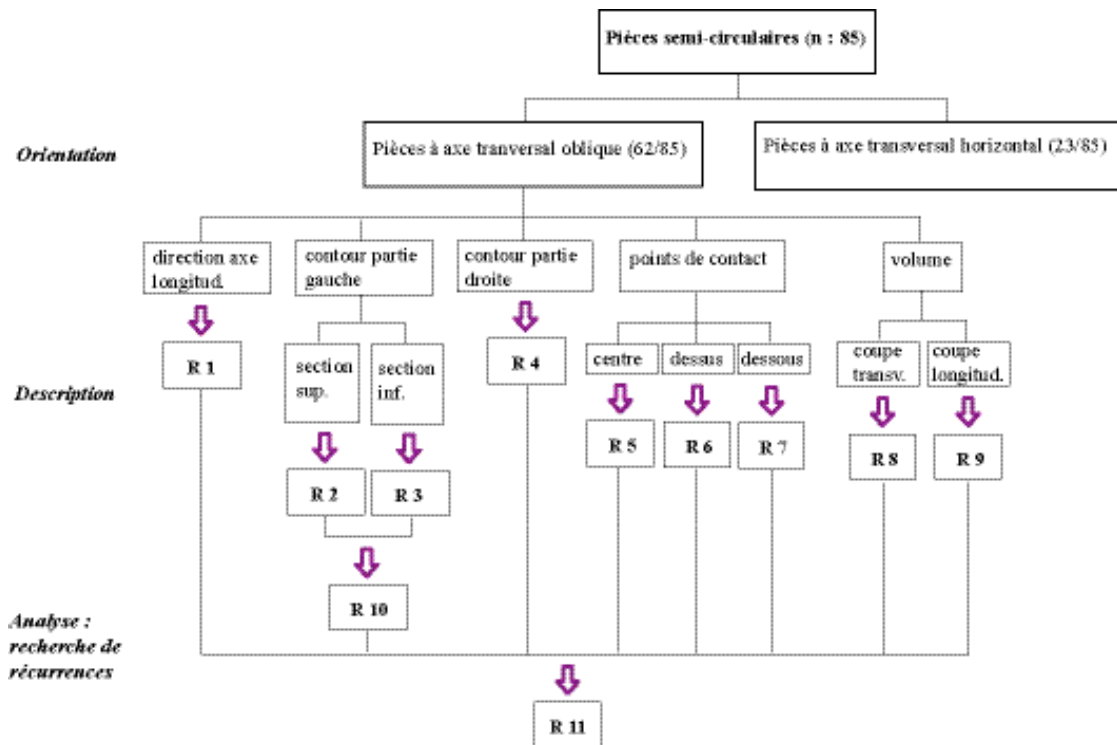 Pièces semi-circulaires (n : 85)
Orientation
Pièces à axe tranversal oblique (62/85)
Pièces à axe transversal horizontal (23/85)
direction axe
longitud.
contour partie
gauche
contour partie
droite
points de contact
volume
Description
R 1
section
sup.
section
inf.
R 4
centre
dessus
dessous
coupe
transv.
coupe
longitud.
R 2
R 3
R 5
R 6
R 7
R 8
R 9
R 10
Analyse :
recherche de
récurrences
R 11